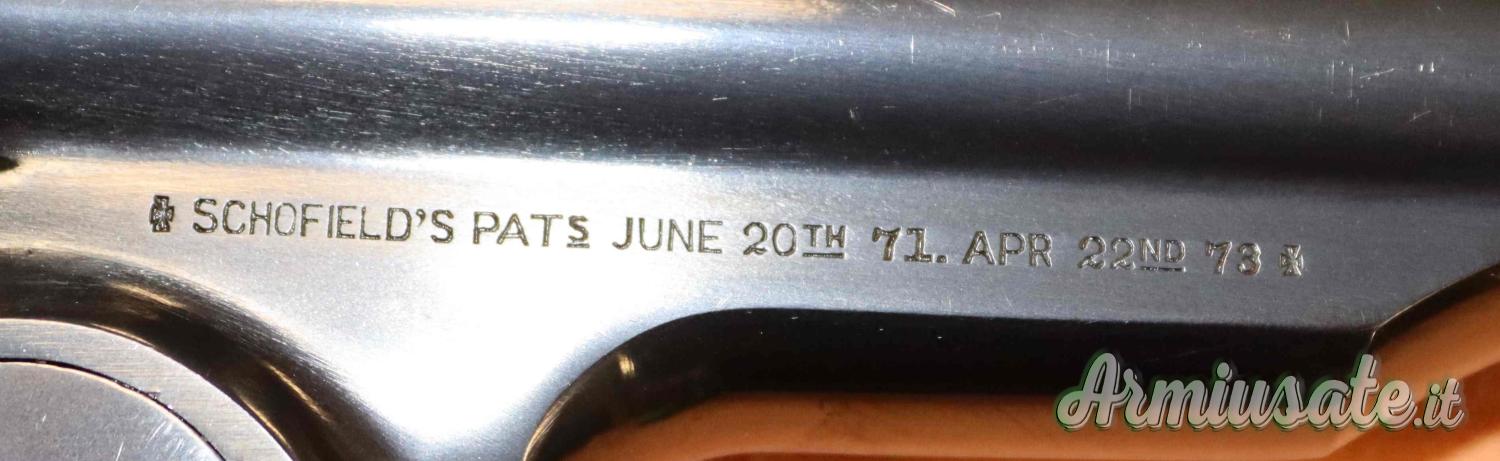 ✠ SCHOFIELD'S PATS JUNE 20TH 71. APR 22ND 73 ✠
Armiusate.it